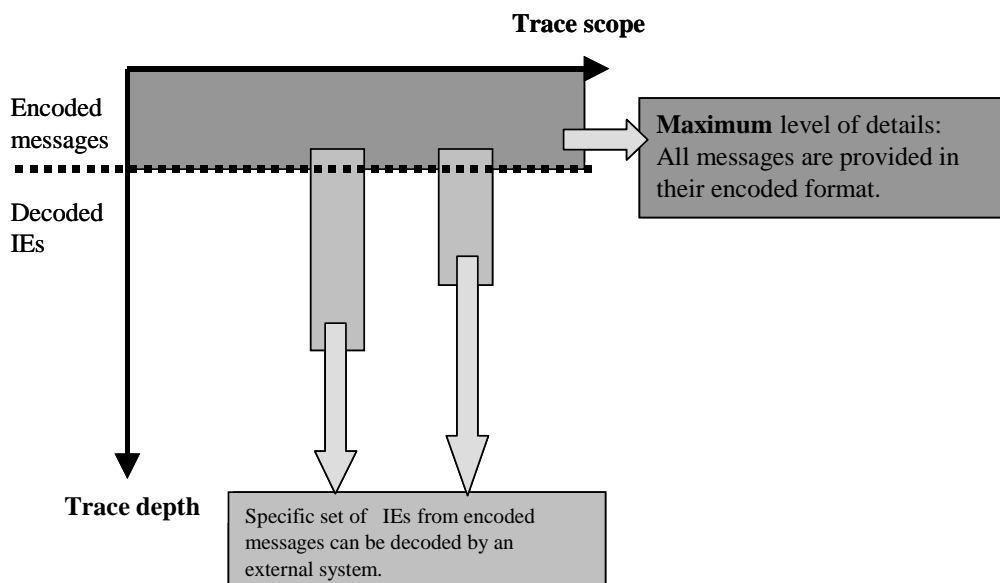 Trace scope
Encoded
messages
Maximum level of details:
All messages are provided in
their encoded format.
Decoded
IEs
Trace depth
Specific set of IEs from encoded
messages can be decoded by an
external system.